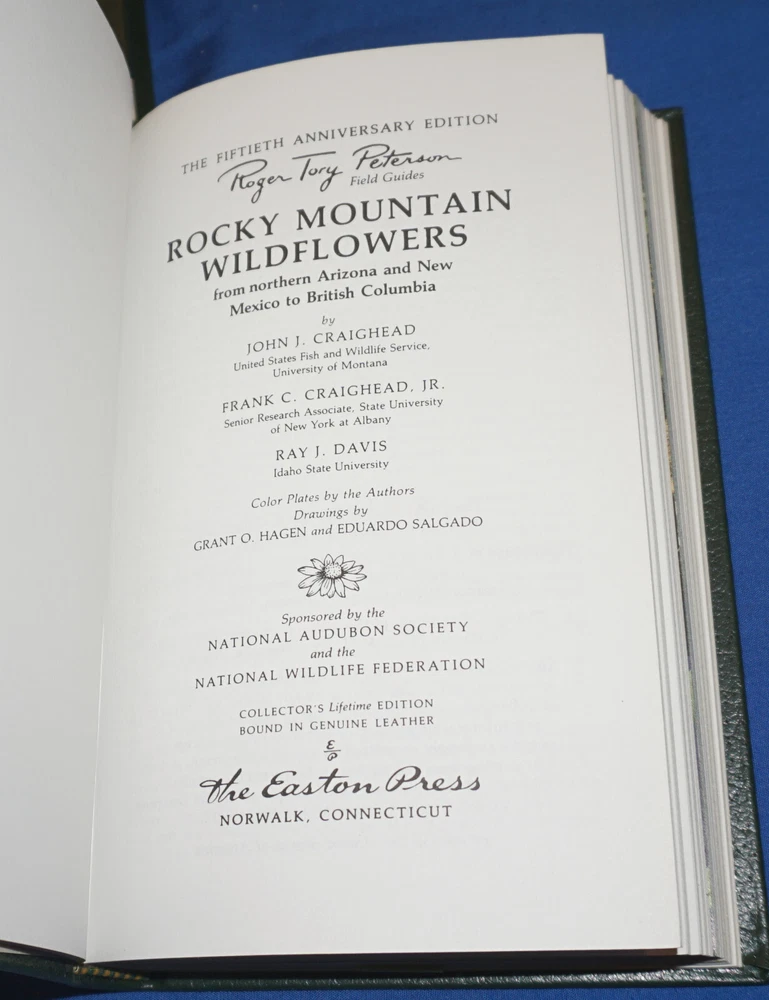 THE FIFTIETH ANNIVERSARY EDITION
Roger Tory Peterson
Field Guides
ROCKY MOUNTAIN
WILDFLOWERS
from northern Arizona and New
Mexico to British Columbia
by
JOHN J. CRAIGHEAD
United States Fish and Wildlife Service,
University of Montana
FRANK C. CRAIGHEAD, JR.
Senior Research Associate, State University
of New York at Albany
RAY J. DAVIS
Idaho State University
Color Plates by the Authors
Drawings by
GRANT O. HAGEN and EDUARDO SALGADO
Sponsored by the
NATIONAL AUDUBON SOCIETY
and the
NATIONAL WILDLIFE FEDERATION
COLLECTOR'S Lifetime EDITION
BOUND IN GENUINE LEATHER
E
P
The Easton Press
NORWALK, CONNECTICUT